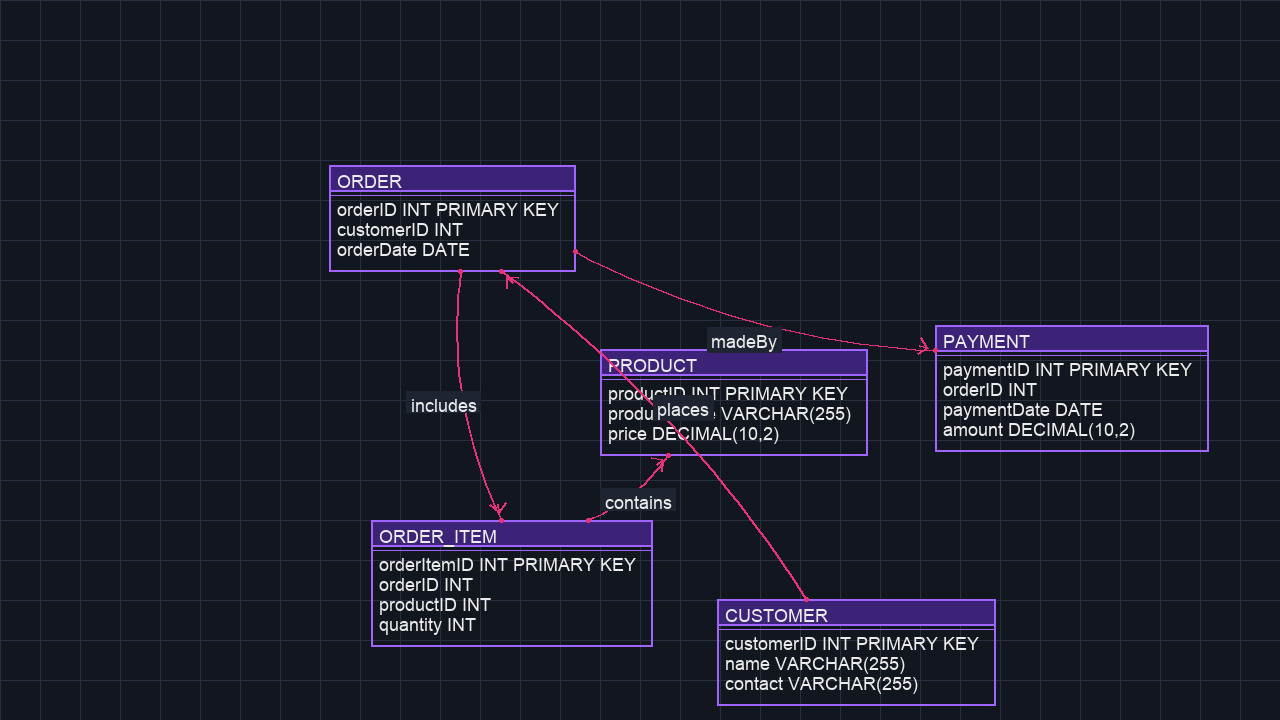 ORDER
orderID INT PRIMARY KEY
customerID INT
orderDate DATE
madeBy
PAYMENT
paymentID INT PRIMARY KEY
orderID INT
paymentDate DATE
amount DECIMAL(10,2)
PRODUCT
productID INT PRIMARY KEY
VARCHAR(255)
price DECIMAL(10,2)
places
includes
contains
ORDER_ITEM
orderItemID INT PRIMARY KEY
orderID INT
productID INT
quantity INT
CUSTOMER
customerID INT PRIMARY KEY
name VARCHAR(255)
contact VARCHAR(255)